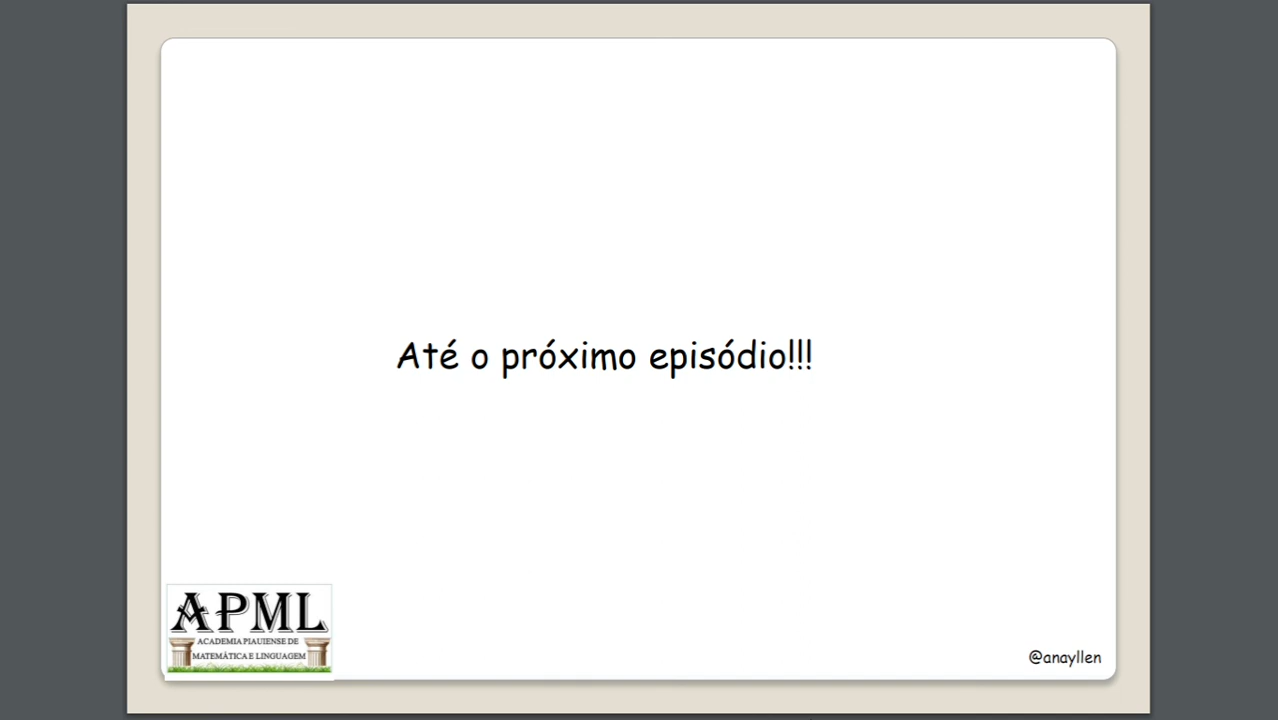 Até o próximo episódio!!!
APML
ACADEMIA PIAUIENSE DE
MATEMÁTICA E LINGUAGEM
@anayllen